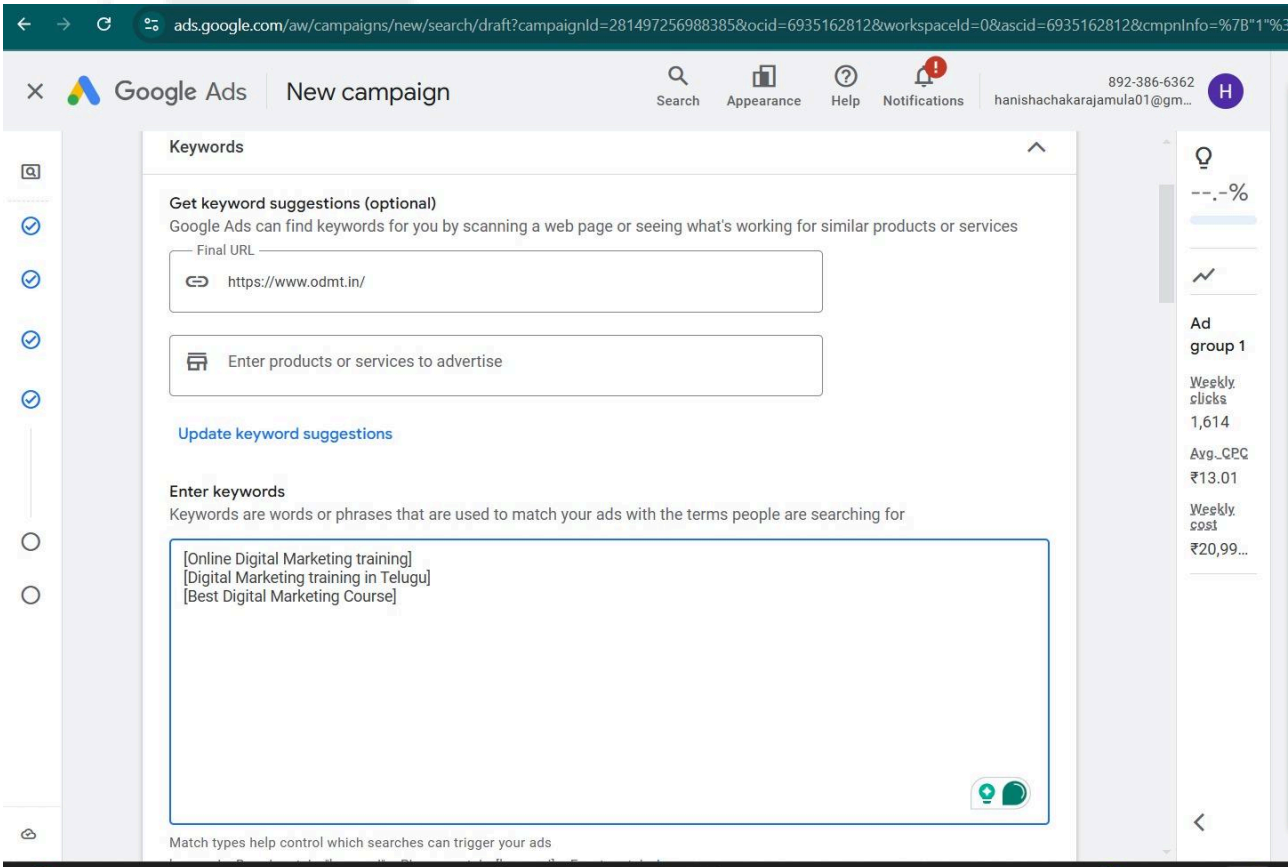 ads.google.com/aw/campaigns/new/search/draft?campaignId=281497256988385&ocid=6935162812&workspaceId=0&ascid=6935162812&cmpnInfo=%7B"1"%3
Google Ads
New campaign
Search
Appearance
Help
!
Notifications
892-386-6362
hanishachakarajamula01@gm...
H
Keywords
Get keyword suggestions (optional)
Google Ads can find keywords for you by scanning a web page or seeing what's working for similar products or services
Final URL
https://www.odmt.in/
Enter products or services to advertise
Update keyword suggestions
Enter keywords
Keywords are words or phrases that are used to match your ads with the terms people are searching for
[Online Digital Marketing training]
[Digital Marketing training in Telugu]
[Best Digital Marketing Course]
Match types help control which searches can trigger your ads
--.-%
Ad
group 1
Weekly
clicks
1,614
Avg. CPC
₹13.01
Weekly
cost
₹20,99...